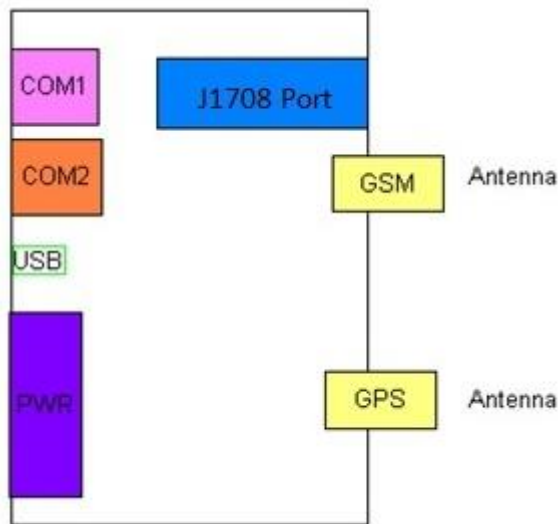 COM1
J1708 Port
COM2
GSM
Antenna
USB
PWR
GPS
Antenna